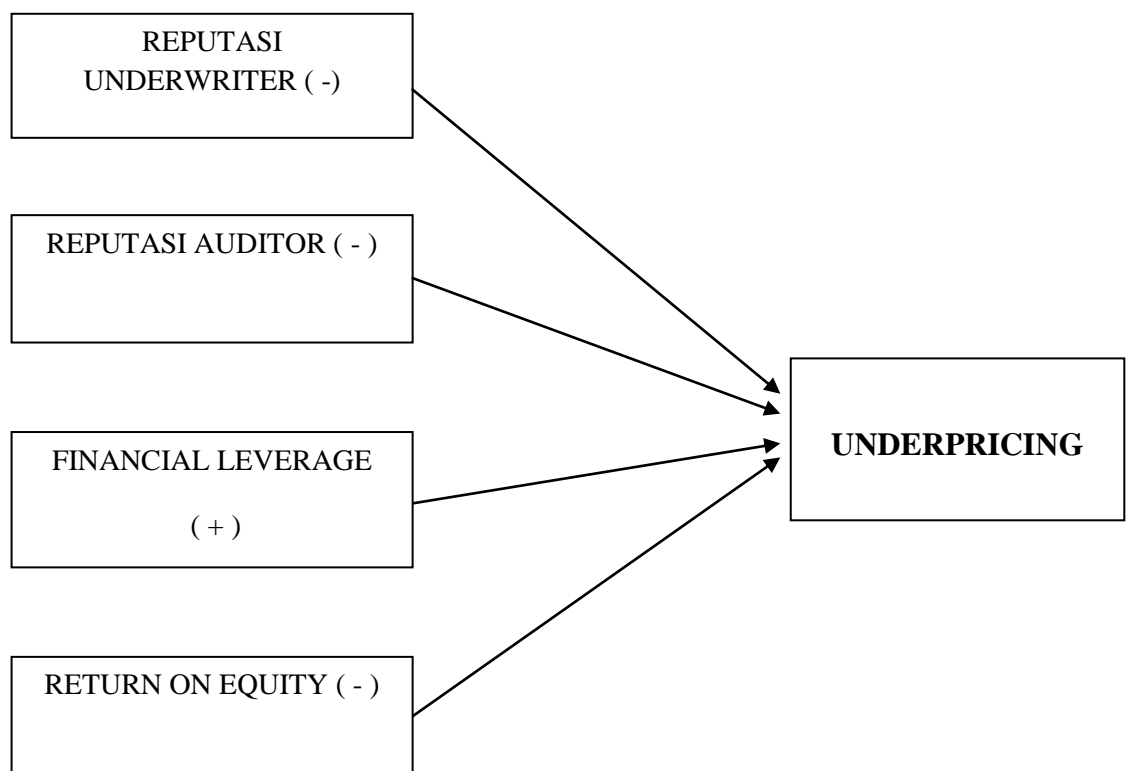 REPUTASI
UNDERWRITER ( -)
REPUTASI AUDITOR ( - )
FINANCIAL LEVERAGE
( + )
RETURN ON EQUITY ( - )
UNDERPRICING